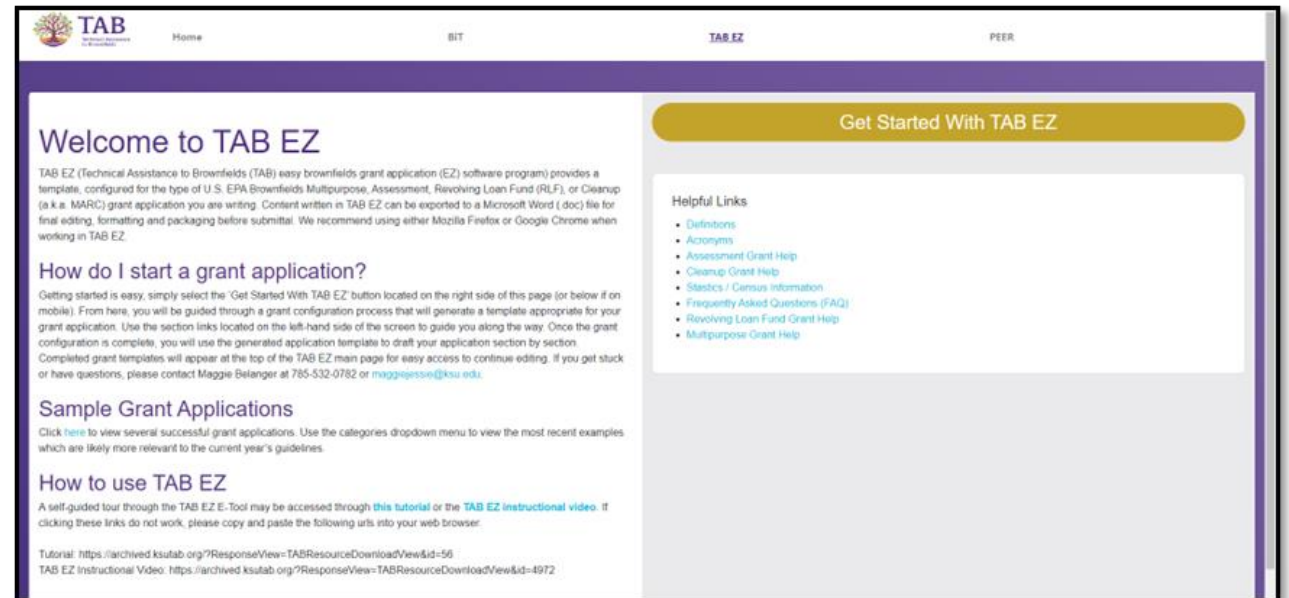 TAB
Technical Assistance
to Brownfields
Home
BiT
TAB EZ
PEER
Welcome to TAB EZ
TAB EZ (Technical Assistance to Brownfields (TAB) easy brownfields grant application (EZ) software program) provides a
template, configured for the type of U.S. EPA Brownfields Multipurpose, Assessment, Revolving Loan Fund (RLF), or Cleanup
(a.k.a. MARC) grant application you are writing. Content written in TAB EZ can be exported to a Microsoft Word (.doc) file for
final editing, formatting and packaging before submittal. We recommend using either Mozilla Firefox or Google Chrome when
working in TAB EZ.
How do I start a grant application?
Getting started is easy, simply select the 'Get Started With TAB EZ' button located on the right side of this page (or below if on
mobile). From here, you will be guided through a grant configuration process that will generate a template appropriate for your
grant application. Use the section links located on the left-hand side of the screen to guide you along the way. Once the grant
configuration is complete, you will use the generated application template to draft your application section by section.
Completed grant templates will appear at the top of the TAB EZ main page for easy access to continue editing. If you get stuck
or have questions, please contact Maggie Belanger at 785-532-0782 or maggiejessie@ksu.edu.
Sample Grant Applications
Click here to view several successful grant applications. Use the categories dropdown menu to view the most recent examples
which are likely more relevant to the current year's guidelines.
How to use TAB EZ
A self-guided tour through the TAB EZ E-Tool may be accessed through this tutorial or the TAB EZ instructional video. If
clicking these links do not work, please copy and paste the following urls into your web browser.
Tutorial: https://archived.ksutab.org/?ResponseView=TABResourceDownloadView&id=56
TAB EZ Instructional Video: https://archived.ksutab.org/?ResponseView=TABResourceDownloadView&id=4972
Get Started With TAB EZ
Helpful Links
• Definitions
• Acronyms
• Assessment Grant Help
• Cleanup Grant Help
• Stastics / Census Information
• Frequently Asked Questions (FAQ)
• Revolving Loan Fund Grant Help
• Multipurpose Grant Help